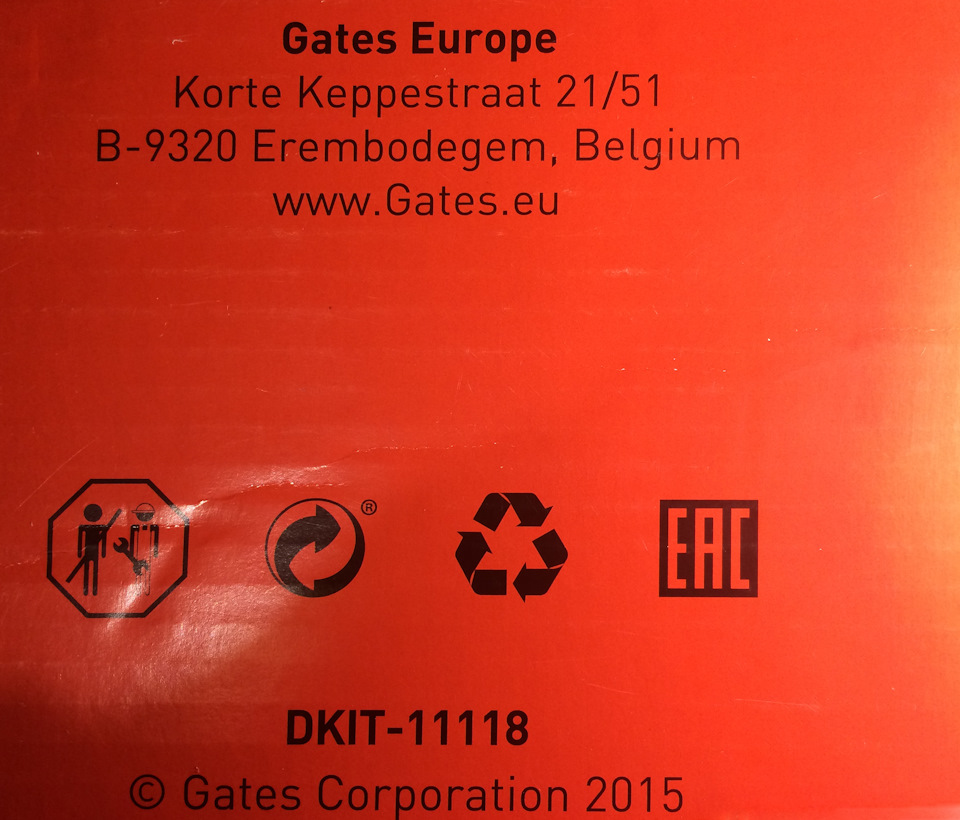 Gates Europe
Korte Keppestraat 21/51
B-9320 Erembodegem, Belgium
www.Gates.eu
®
EAC
DKIT-11118
© Gates Corporation 2015